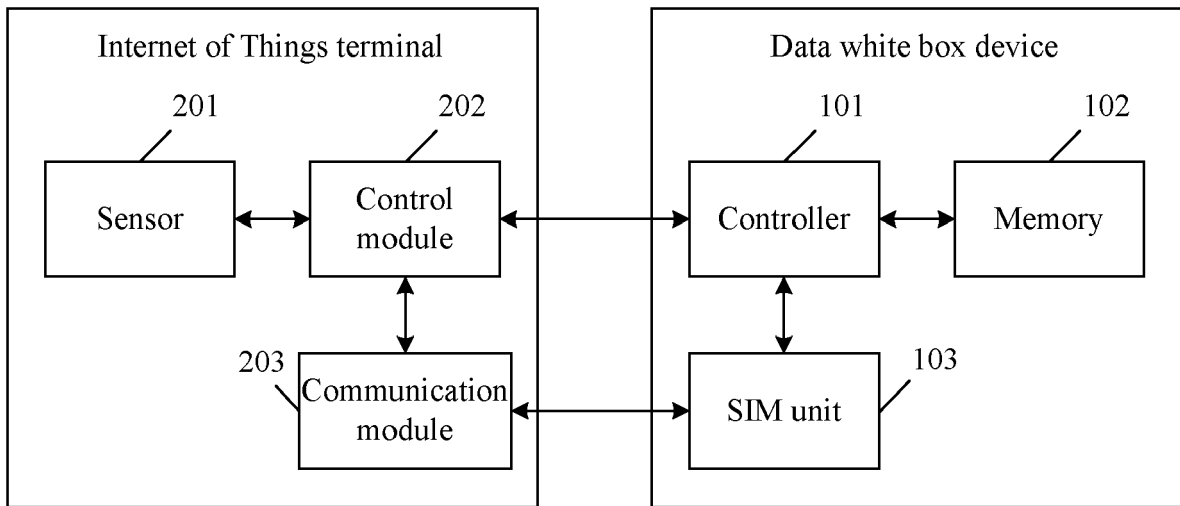 Internet of Things terminal
Data white box device
201
202
101
102
Sensor
Control
module
Controller
Memory
203
Communication
module
SIM unit
103